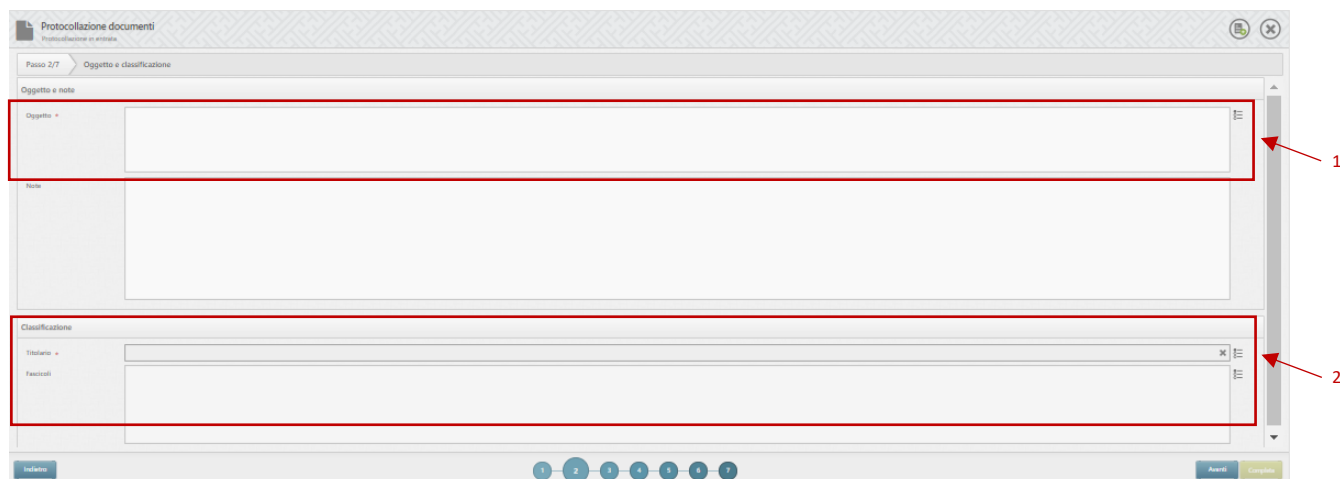 Protocollazione documenti
Protocollazione in entrata
Passo 2/7 Oggetto e classificazione
Oggetto e note
Oggetto *
1
Note
Classificazione
Titolario *
2
Fascicoli
Indietro 1 2 3 4 5 6 7 Avanti Completa